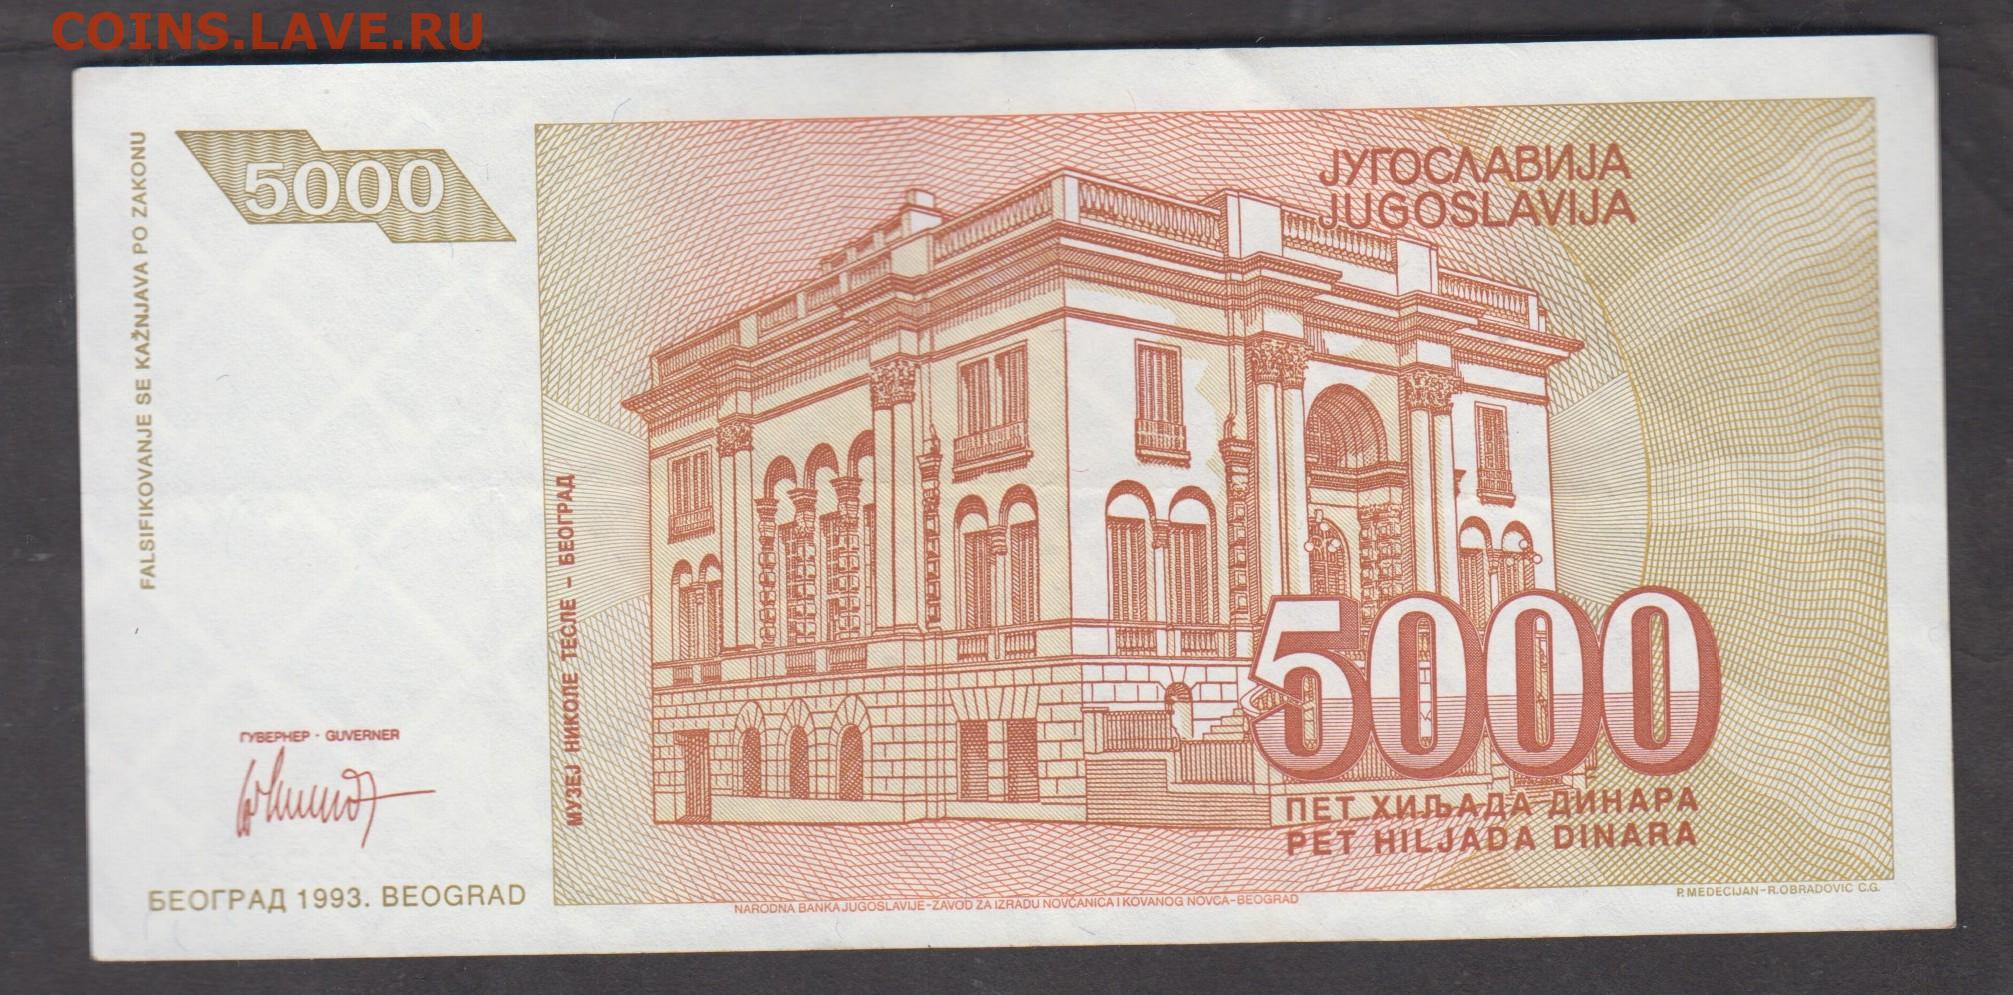 COINS.LAVE.RU
FALSIFIKOVANJE SE KAŽNJAVA PO ZAKONU
5000
ЈУГОСЛАВИЈА
JUGOSLAVIJA
МУЗЕЈ НИКОЛЕ ТЕСЛЕ – БЕОГРАД
5000
ГУВЕРНЕР · GUVERNER
ПЕТ ХИЉАДА ДИНАРА
PET HILJADA DINARA
БЕОГРАД 1993. BEOGRAD
NARODNA BANKA JUGOSLAVIJE–ZAVOD ZA IZRADU NOVČANICA I KOVANOG NOVCA–BEOGRAD
P. MEDECIJAN–R. OBRADOVIĆ C.G.